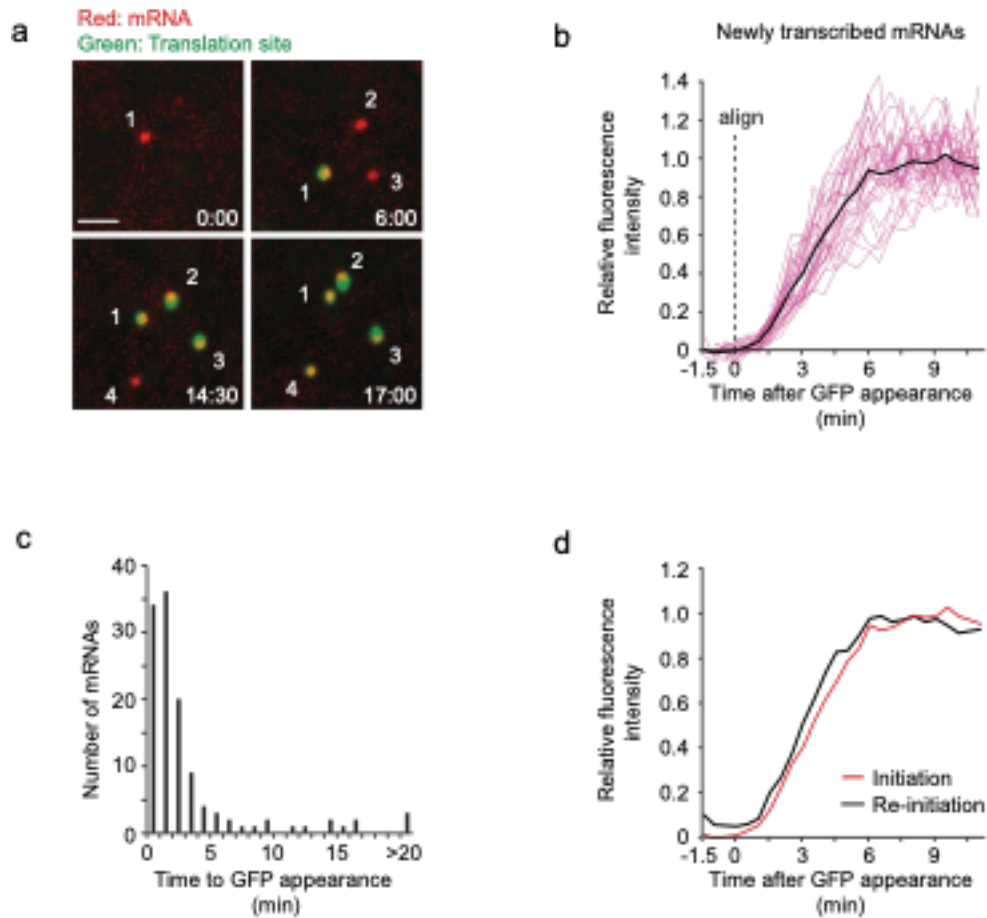 a
Red: mRNA
Green: Translation site
1
0:00
2
1
3
6:00
2
1
3
4
14:30
2
1
3
4
17:00
b
Newly transcribed mRNAs
align
Relative fluorescence
intensity
1.4
1.2
1.0
0.8
0.6
0.4
0.2
0
-1.5 0 3 6 9
Time after GFP appearance
(min)
c
Number of mRNAs
40
30
20
10
0
0 5 10 15 >20
Time to GFP appearance
(min)
d
Relative fluorescence
intensity
1.2
1.0
0.8
0.6
0.4
0.2
0
Initiation
Re-initiation
-1.5 0 3 6 9
Time after GFP appearance
(min)